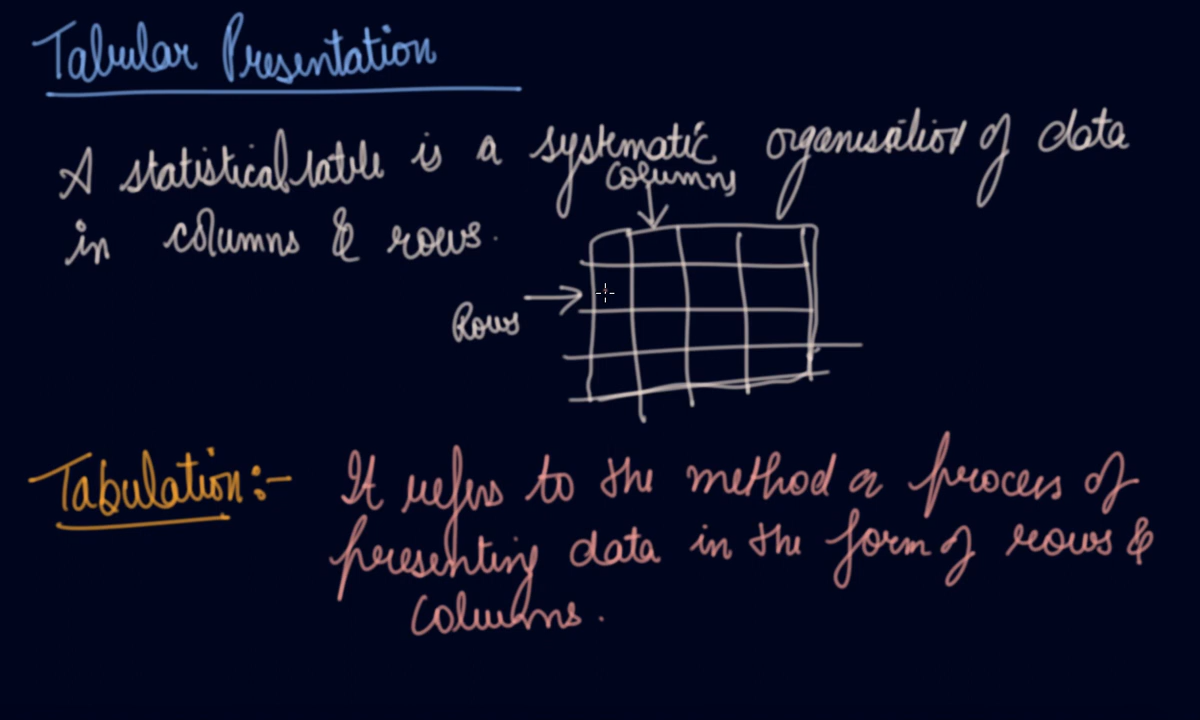 Tabular Presentation
A statistical table is a systematic organisation of data
in columns & rows.
Columns
Rows
Tabulation:- It refers to the method or process of
presenting data in the form of rows &
Columns.